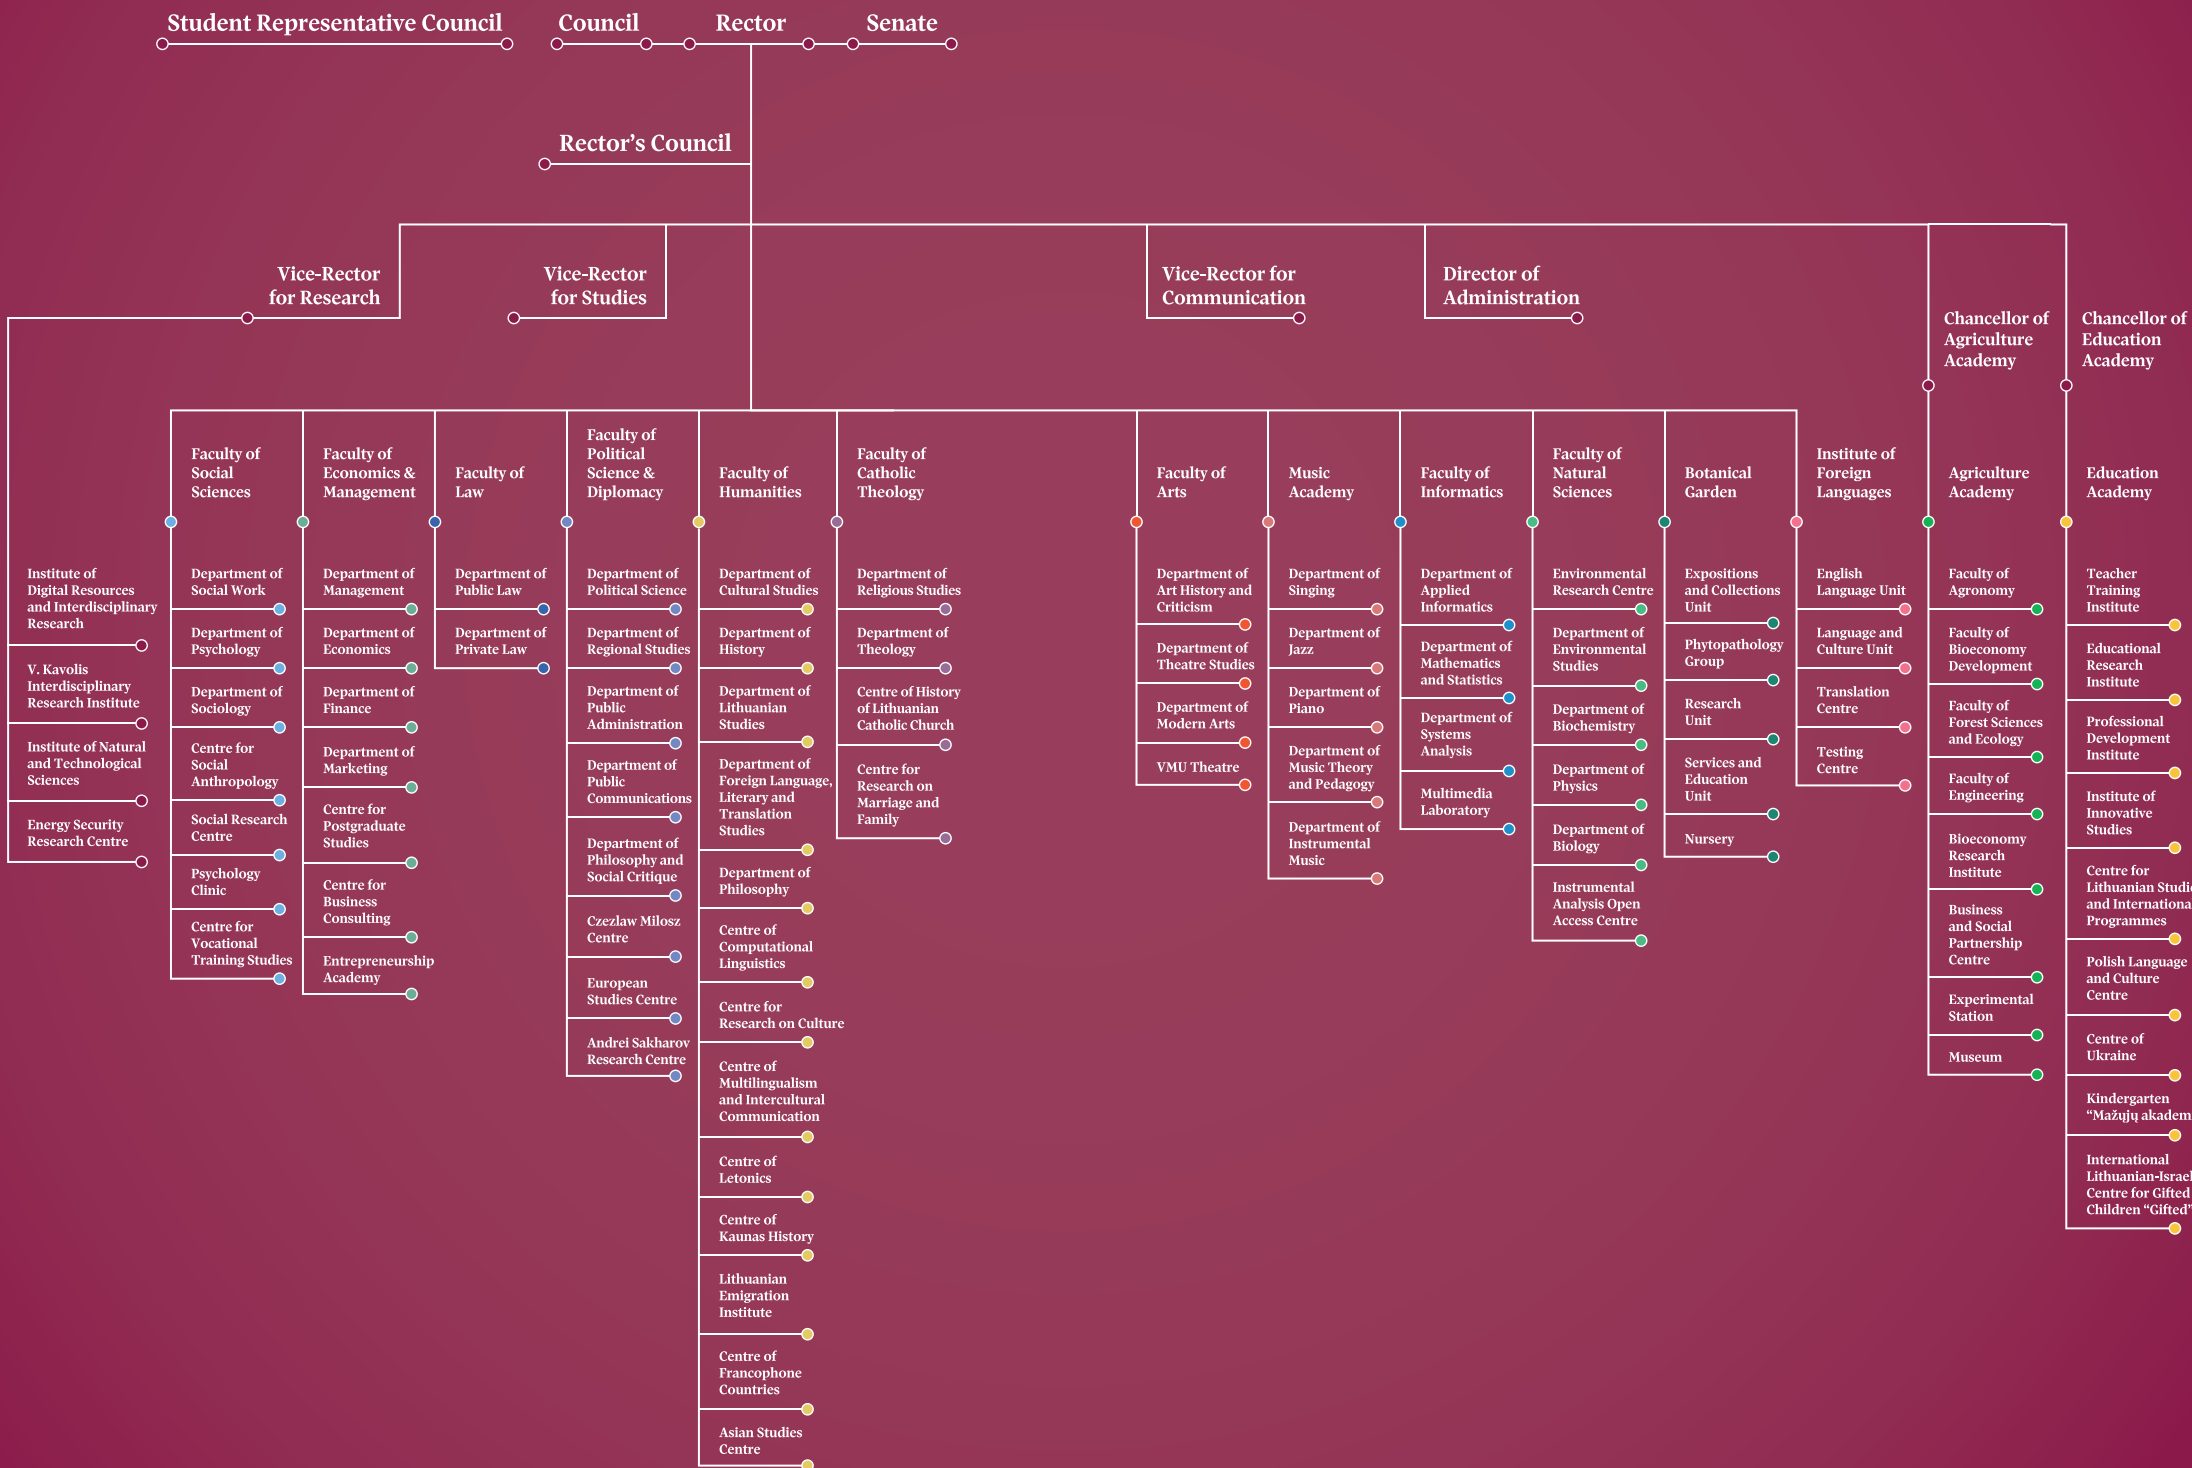 Student Representative Council
Council
Rector
Senate
Rector’s Council
Vice-Rector
for Research
Vice-Rector
for Studies
Vice-Rector for
Communication
Director of
Administration
Chancellor of
Agriculture
Academy
Chancellor of
Education
Academy
Institute of
Digital Resources
and Interdisciplinary
Research
V. Kavolis
Interdisciplinary
Research Institute
Institute of Natural
and Technological
Sciences
Energy Security
Research Centre
Faculty of
Social
Sciences
Department of
Social Work
Department of
Psychology
Department of
Sociology
Centre for
Social
Anthropology
Social Research
Centre
Psychology
Clinic
Centre for
Vocational
Training Studies
Faculty of
Economics &
Management
Department of
Management
Department of
Economics
Department of
Finance
Department of
Marketing
Centre for
Postgraduate
Studies
Centre for
Business
Consulting
Entrepreneurship
Academy
Faculty of
Law
Department of
Public Law
Department of
Private Law
Faculty of
Political
Science &
Diplomacy
Department of
Political Science
Department of
Regional Studies
Department of
Public
Administration
Department of
Public
Communications
Department of
Philosophy and
Social Critique
Czezlaw Milosz
Centre
European
Studies Centre
Andrei Sakharov
Research Centre
Faculty of
Humanities
Department of
Cultural Studies
Department of
History
Department of
Lithuanian
Studies
Department of
Foreign Language,
Literary and
Translation
Studies
Department of
Philosophy
Centre of
Computational
Linguistics
Centre for
Research on Culture
Centre of
Multilingualism
and Intercultural
Communication
Centre of
Letonics
Centre of
Kaunas History
Lithuanian
Emigration
Institute
Centre of
Francophone
Countries
Asian Studies
Centre
Faculty of
Catholic
Theology
Department of
Religious Studies
Department of
Theology
Centre of History
of Lithuanian
Catholic Church
Centre for
Research on
Marriage and
Family
Faculty of
Arts
Department of
Art History and
Criticism
Department of
Theatre Studies
Department of
Modern Arts
VMU Theatre
Music
Academy
Department of
Singing
Department of
Jazz
Department of
Piano
Department of
Music Theory
and Pedagogy
Department of
Instrumental
Music
Faculty of
Informatics
Department of
Applied
Informatics
Department of
Mathematics
and Statistics
Department of
Systems
Analysis
Multimedia
Laboratory
Faculty of
Natural
Sciences
Environmental
Research Centre
Department of
Environmental
Studies
Department of
Biochemistry
Department of
Physics
Department of
Biology
Instrumental
Analysis Open
Access Centre
Botanical
Garden
Expositions
and Collections
Unit
Phytopathology
Group
Research
Unit
Services and
Education
Unit
Nursery
Institute of
Foreign
Languages
English
Language Unit
Language and
Culture Unit
Translation
Centre
Testing
Centre
Agriculture
Academy
Faculty of
Agronomy
Faculty of
Bioeconomy
Development
Faculty of
Forest Sciences
and Ecology
Faculty of
Engineering
Bioeconomy
Research
Institute
Business
and Social
Partnership
Centre
Experimental
Station
Museum
Education
Academy
Teacher
Training
Institute
Educational
Research
Institute
Professional
Development
Institute
Institute of
Innovative
Studies
Centre for
Lithuanian Studi
and Internationa
Programmes
Polish Language
and Culture
Centre
Centre of
Ukraine
Kindergarten
“Mažųjų akadem
International
Lithuanian-Israel
Centre for Gifted
Children “Gifted”